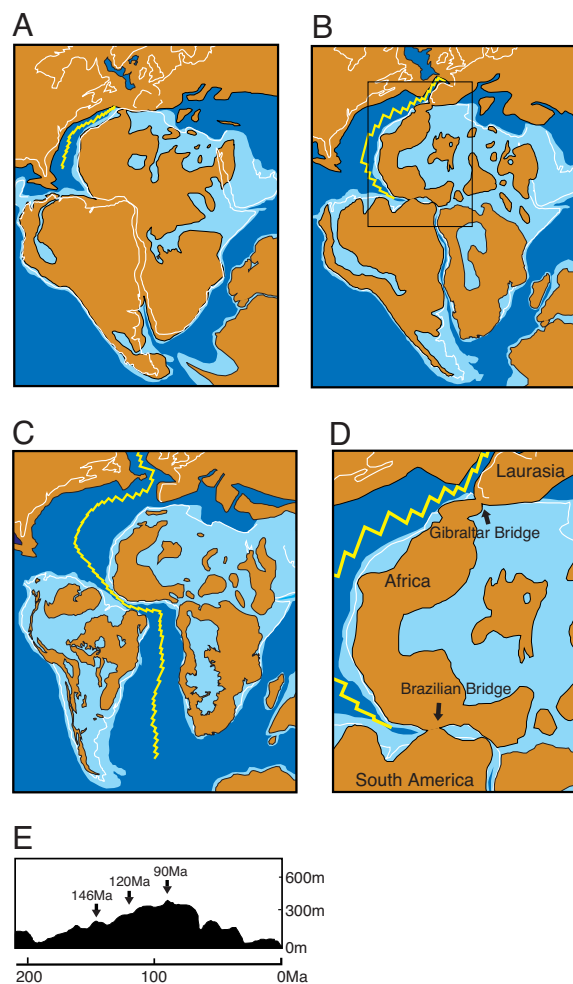 A
B
C
D
Laurasia
Gibraltar Bridge
Africa
Brazilian Bridge
South America
E
146Ma
120Ma
90Ma
600m
300m
0m
200
100
0Ma